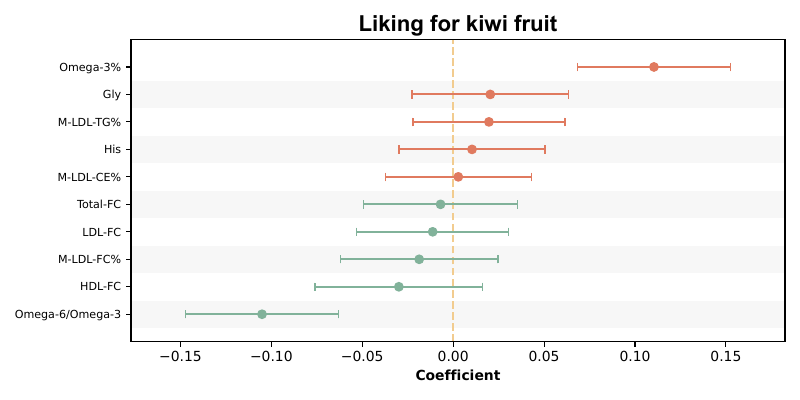 Liking for kiwi fruit
Omega-3%
Gly
M-LDL-TG%
His
M-LDL-CE%
Total-FC
LDL-FC
M-LDL-FC%
HDL-FC
Omega-6/Omega-3
−0.15 −0.10 −0.05 0.00 0.05 0.10 0.15
Coefficient